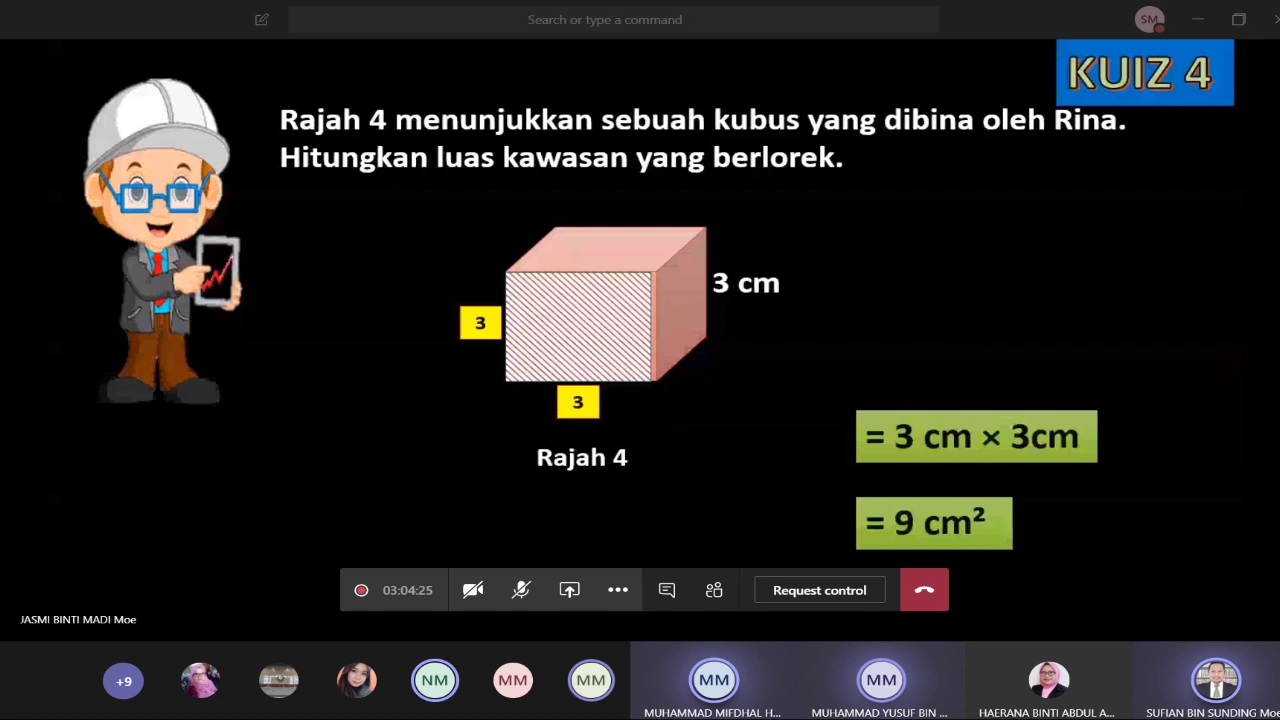 Search or type a command
SM
KUIZ 4
Rajah 4 menunjukkan sebuah kubus yang dibina oleh Rina.
Hitungkan luas kawasan yang berlorek.
3 cm
3
3
Rajah 4
= 3 cm × 3cm
= 9 cm²
03:04:25
Request control
JASMI BINTI MADI Moe
+9
NM
MM
MM
MM
MM
MUHAMMAD MIFDHAL H...
MUHAMMAD YUSUF BIN ...
HAERANA BINTI ABDUL A...
SUFIAN BIN SUNDING Moe